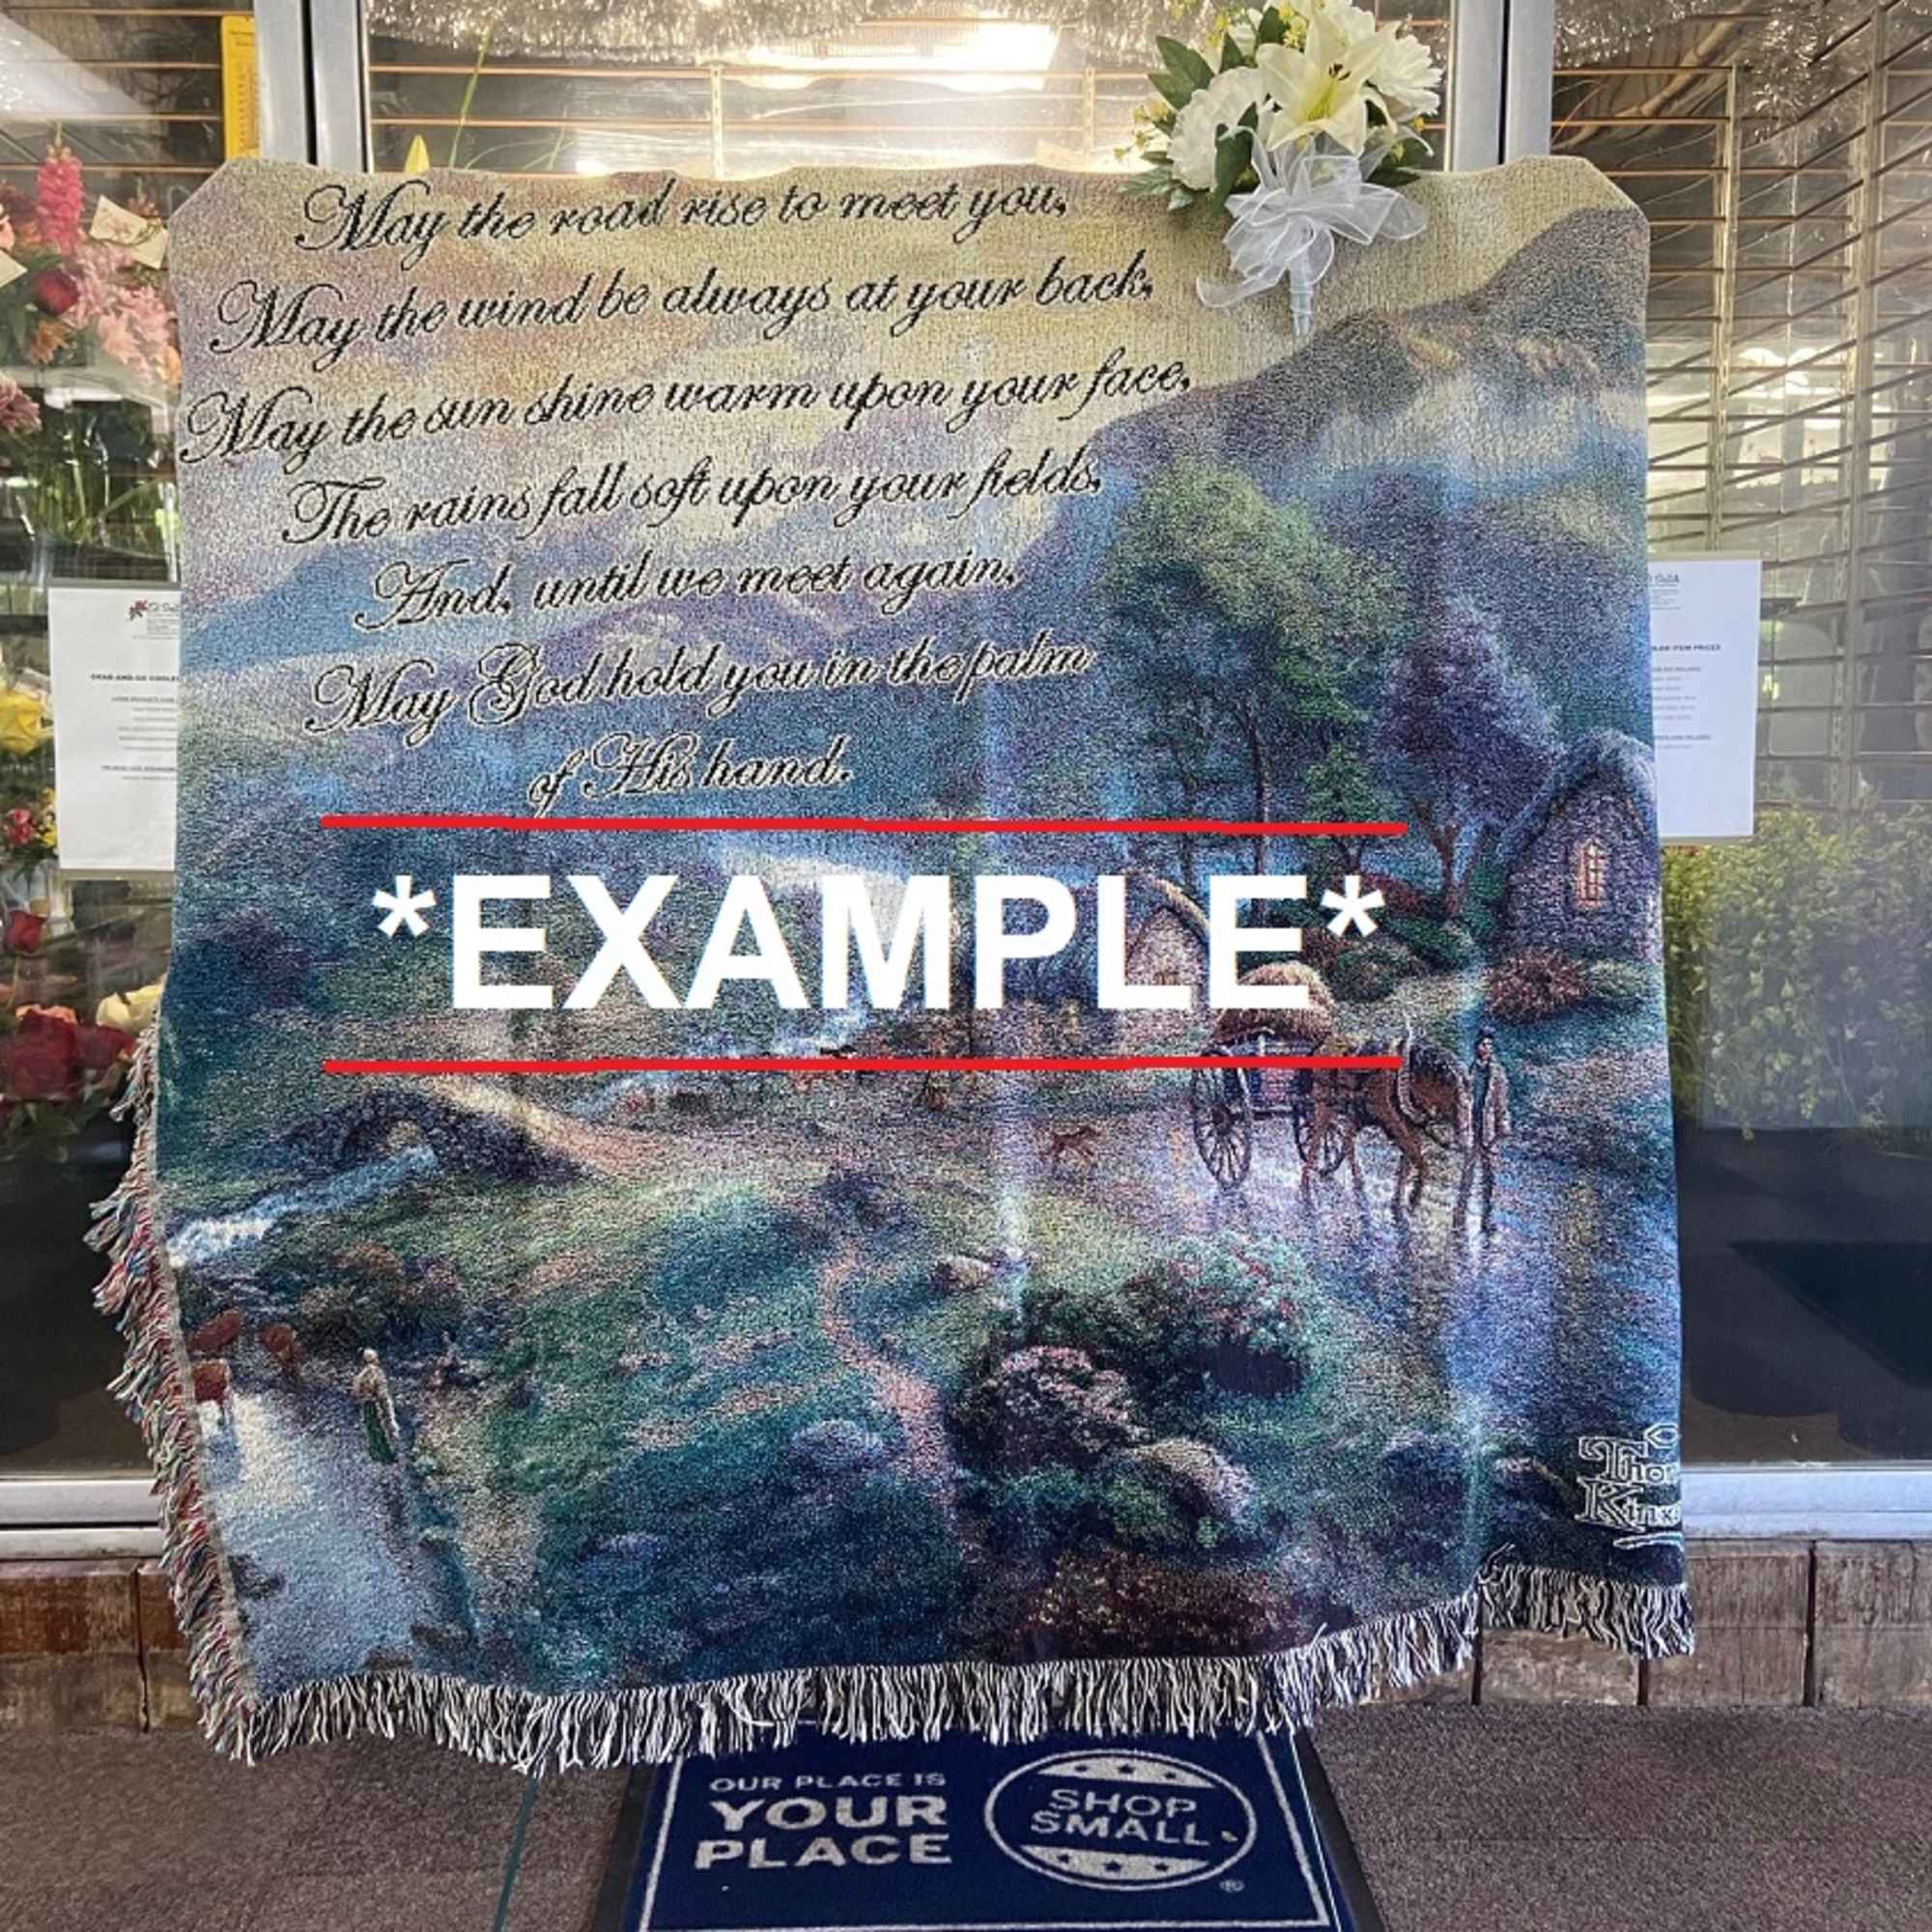 May the road rise to meet you,
May the wind be always at your back,
May the sun shine warm upon your face,
The rains fall soft upon your fields,
And, until we meet again,
May God hold you in the palm
of His hand.
*EXAMPLE*
OUR PLACE IS
YOUR
PLACE
SHOP
SMALL
®